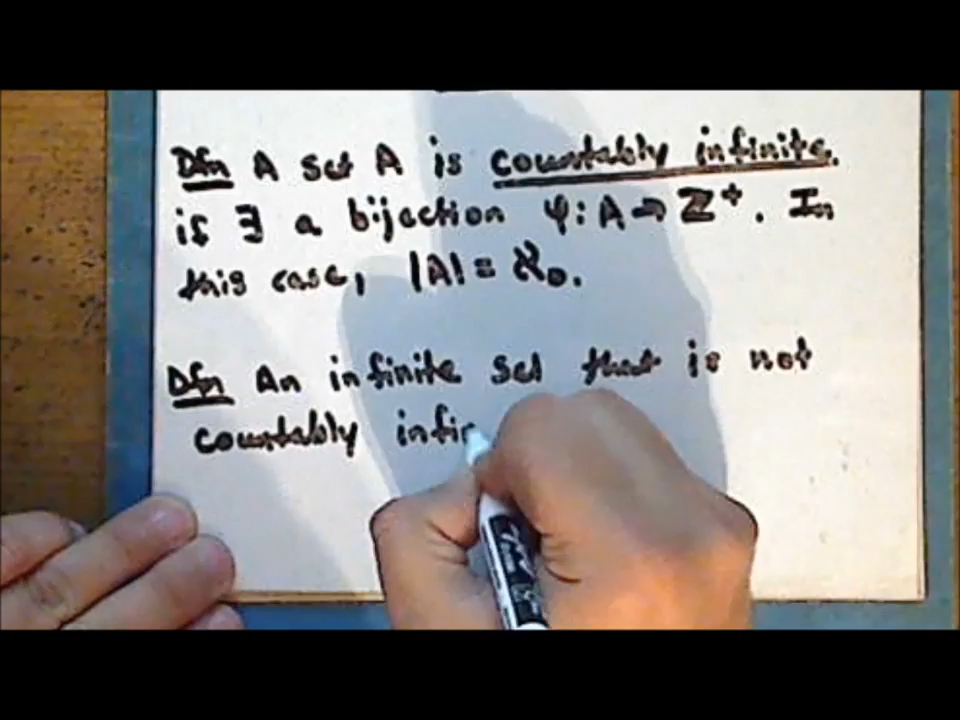 Dfn A set A is countably infinite.
if ∃ a bijection φ: A → ℤ⁺. In
this case, |A| = ℵ₀.
Dfn An infinite set that is not
countably infi